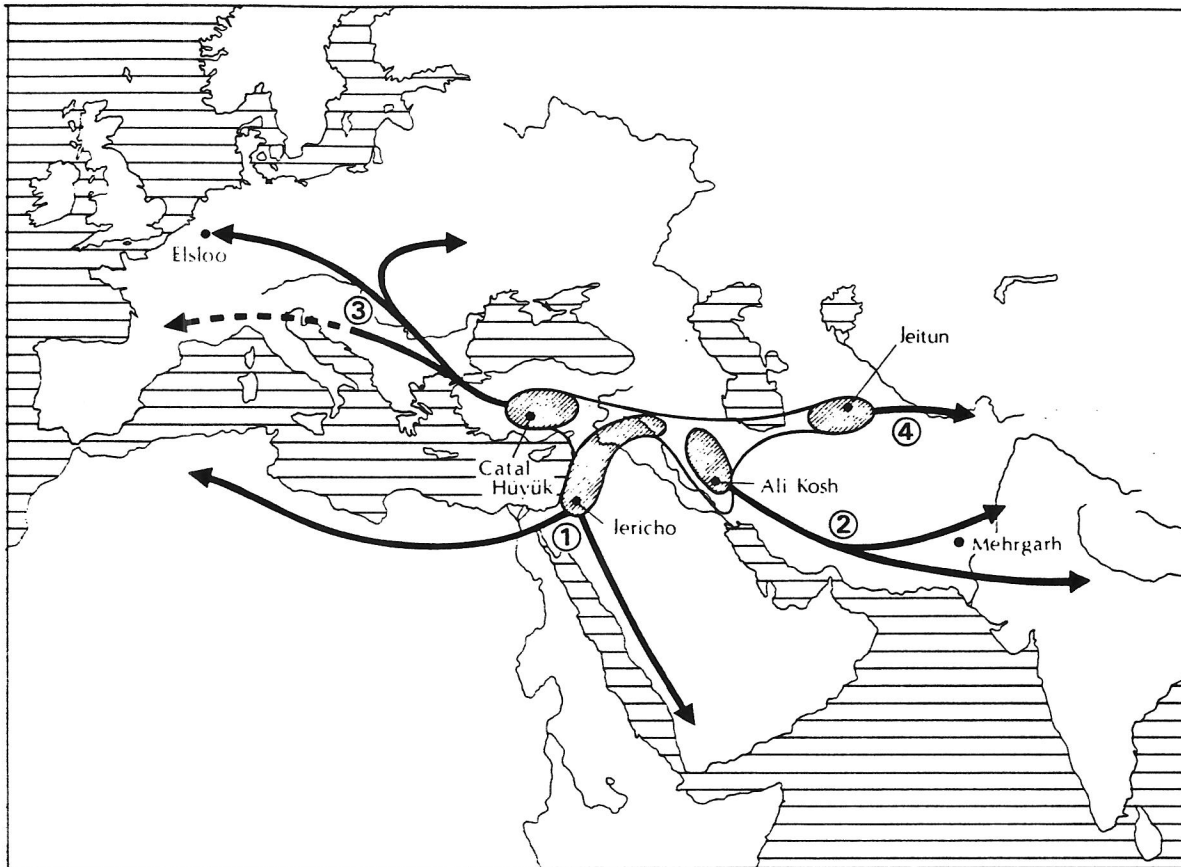 Elsloo
③
Jeitun
④
Catal
Hüyük
Ali Kosh
Jericho
①
②
Mehrgarh